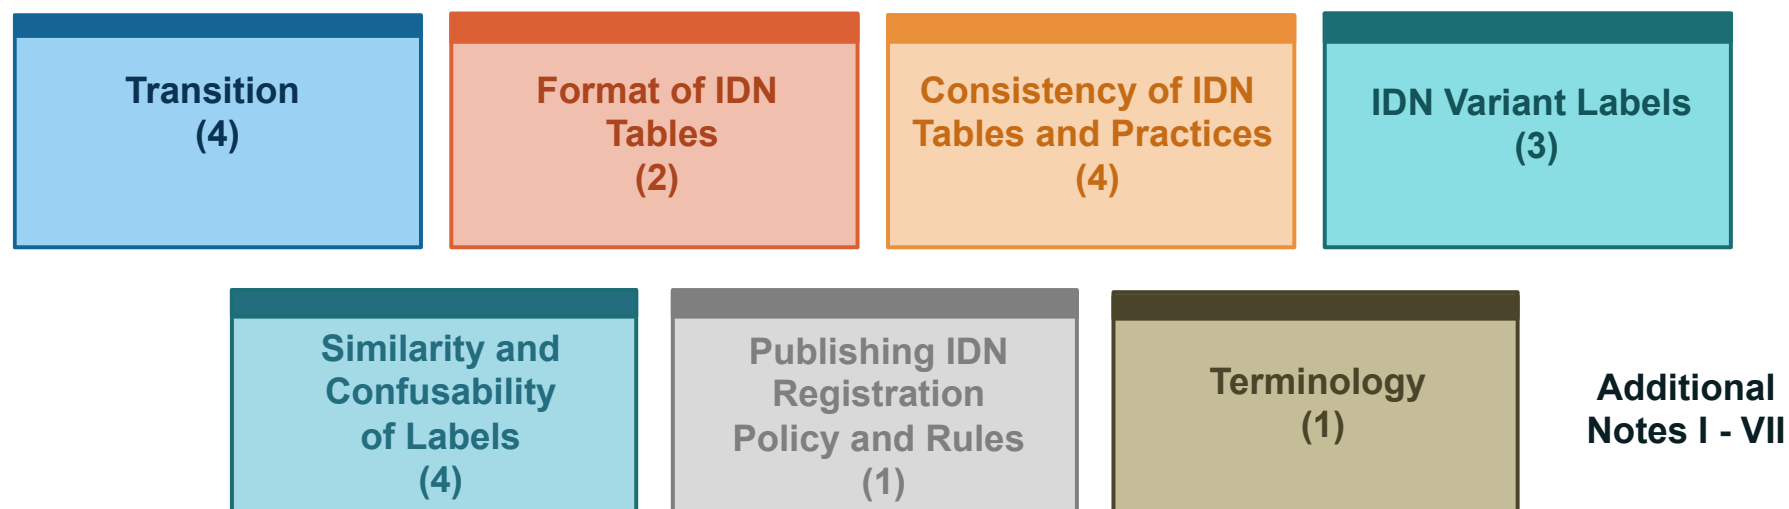 Transition
(4)
Format of IDN
Tables
(2)
Consistency of IDN
Tables and Practices
(4)
IDN Variant Labels
(3)
Similarity and
Confusability
of Labels
(4)
Publishing IDN
Registration
Policy and Rules
(1)
Terminology
(1)
Additional
Notes I - VII